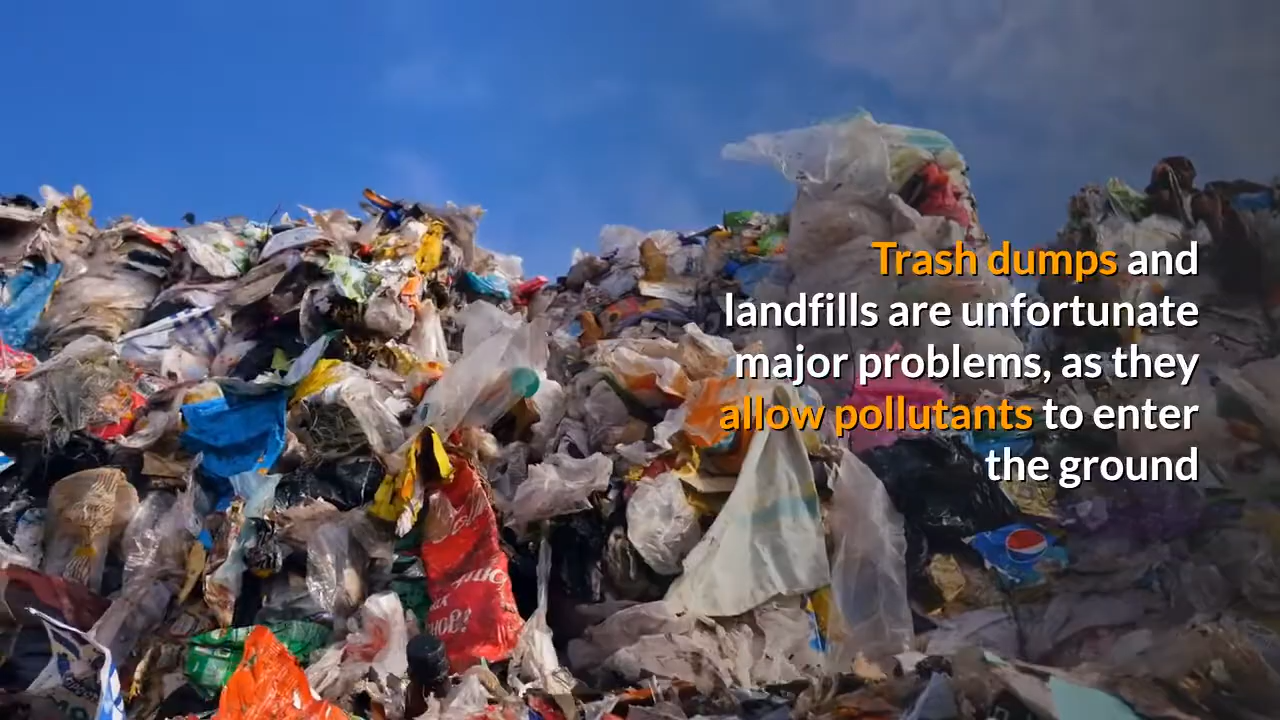 Trash dumps and
landfills are unfortunate
major problems, as they
allow pollutants to enter
the ground